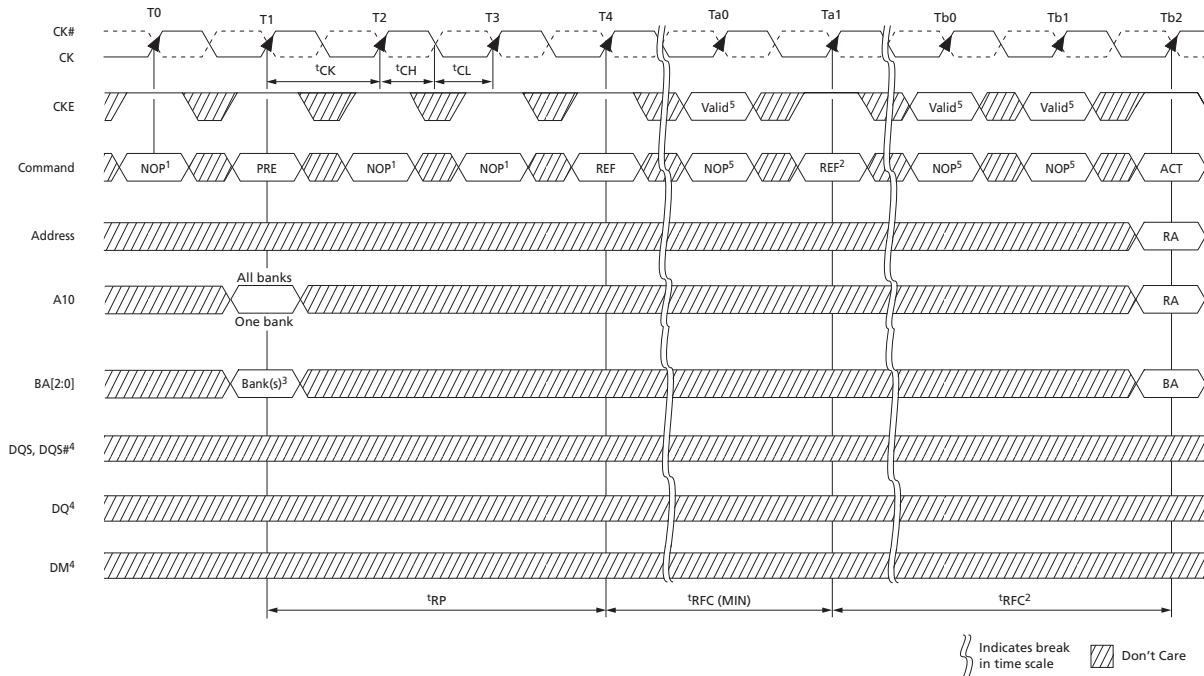 T0 T1 T2 T3 T4 Ta0 Ta1 Tb0 Tb1 Tb2
CK#
CK
tCK tCH tCL
CKE Valid5 Valid5 Valid5
Command NOP1 PRE NOP1 NOP1 REF NOP5 REF2 NOP5 NOP5 ACT
Address RA
All banks
A10 RA
One bank
BA[2:0] Bank(s)3 BA
DQS, DQS#4
DQ4
DM4
tRP tRFC (MIN) tRFC2
Indicates break
in time scale
Don't Care